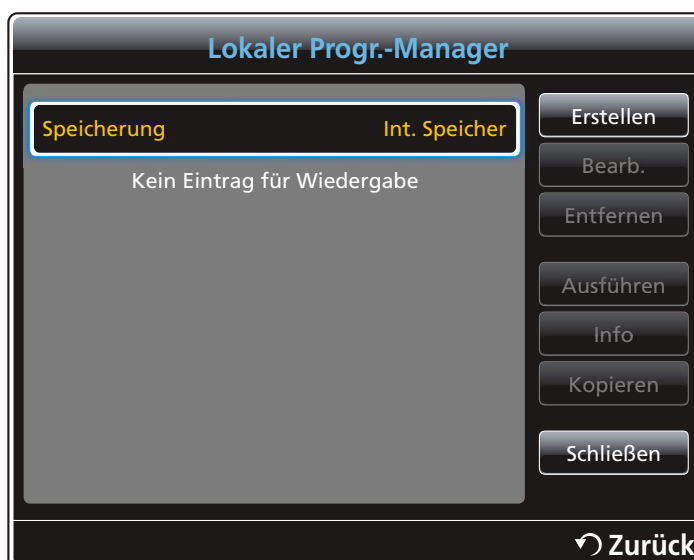 Lokaler Progr.-Manager
Speicherung Int. Speicher
Kein Eintrag für Wiedergabe
Erstellen
Bearb.
Entfernen
Ausführen
Info
Kopieren
Schließen
Zurück